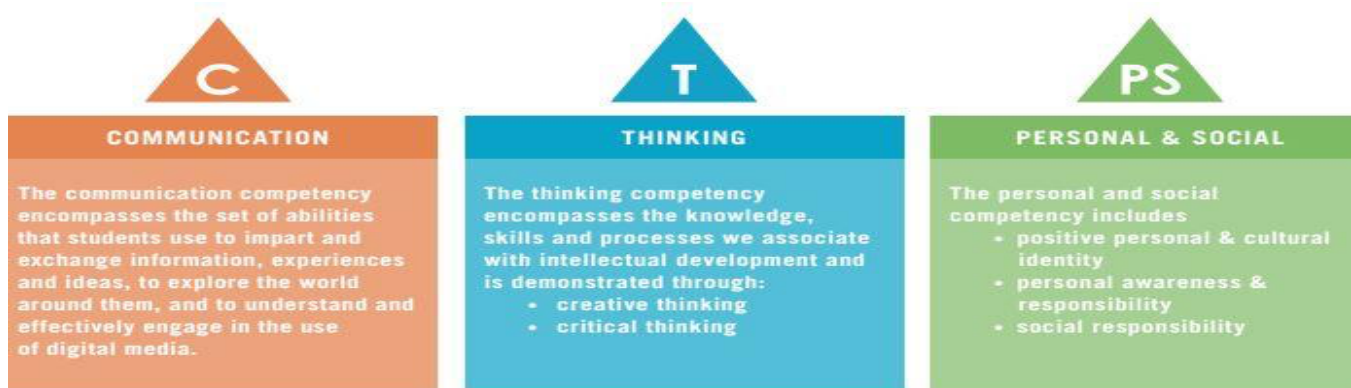 C
COMMUNICATION
The communication competency
encompasses the set of abilities
that students use to impart and
exchange information, experiences
and ideas, to explore the world
around them, and to understand and
effectively engage in the use
of digital media.
T
THINKING
The thinking competency
encompasses the knowledge,
skills and processes we associate
with intellectual development and
is demonstrated through:
• creative thinking
• critical thinking
PS
PERSONAL & SOCIAL
The personal and social
competency includes
• positive personal & cultural
identity
• personal awareness &
responsibility
• social responsibility